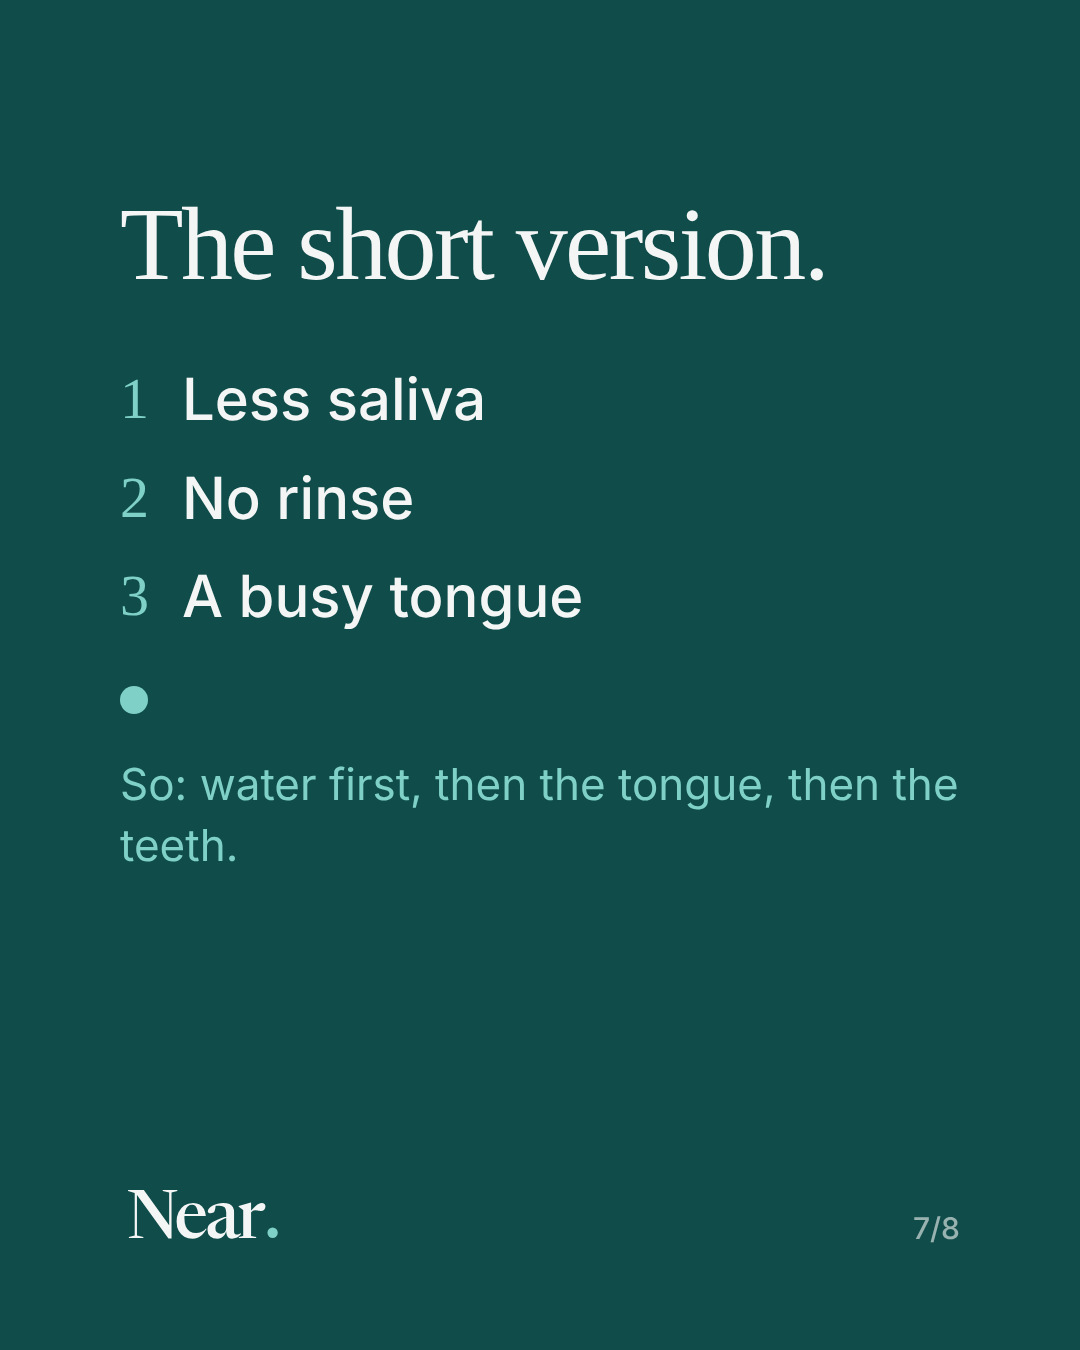 The short version.
1 Less saliva
2 No rinse
3 A busy tongue
So: water first, then the tongue, then the
teeth.
Near.
7/8